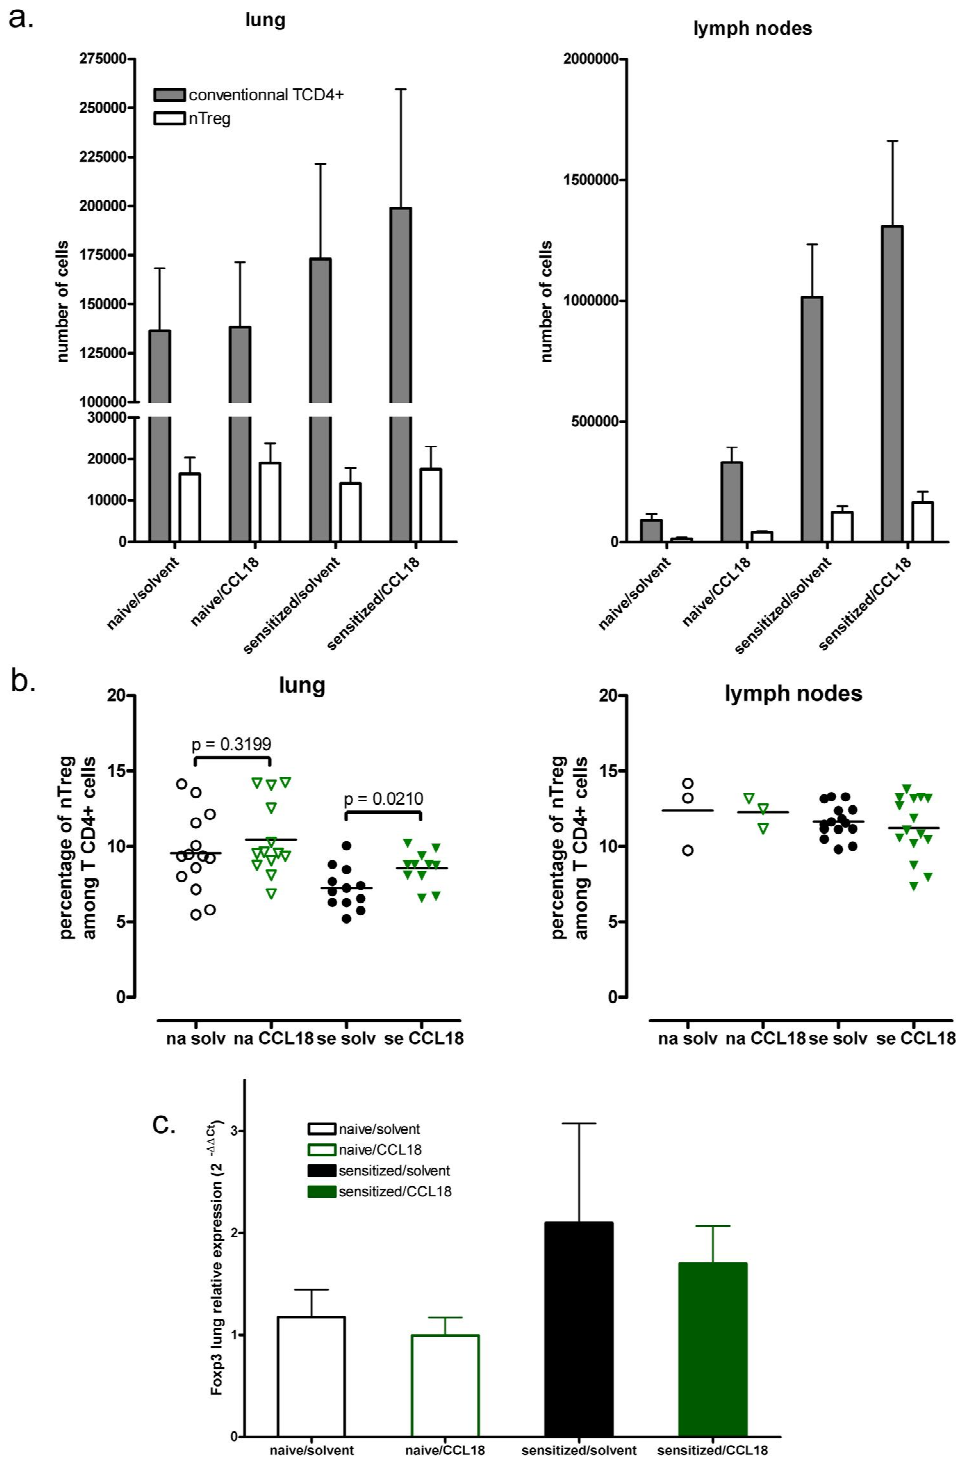 a.
lung
275000
250000
225000
200000
175000
150000
125000
100000
30000
20000
10000
0
number of cells
conventionnal TCD4+
nTreg
naive/solvent
naive/CCL18
sensitized/solvent
sensitized/CCL18
lymph nodes
2000000
1500000
1000000
500000
0
number of cells
naive/solvent
naive/CCL18
sensitized/solvent
sensitized/CCL18
b.
lung
20
15
10
5
0
percentage of nTreg
among T CD4+ cells
p = 0.3199
p = 0.0210
na solv na CCL18 se solv se CCL18
lymph nodes
20
15
10
5
0
percentage of nTreg
among T CD4+ cells
na solv na CCL18 se solv se CCL18
c.
3
2
1
0
Foxp3 lung relative expression (2 -ΔΔCt)
naive/solvent
naive/CCL18
sensitized/solvent
sensitized/CCL18
naive/solvent naive/CCL18 sensitized/solvent sensitized/CCL18